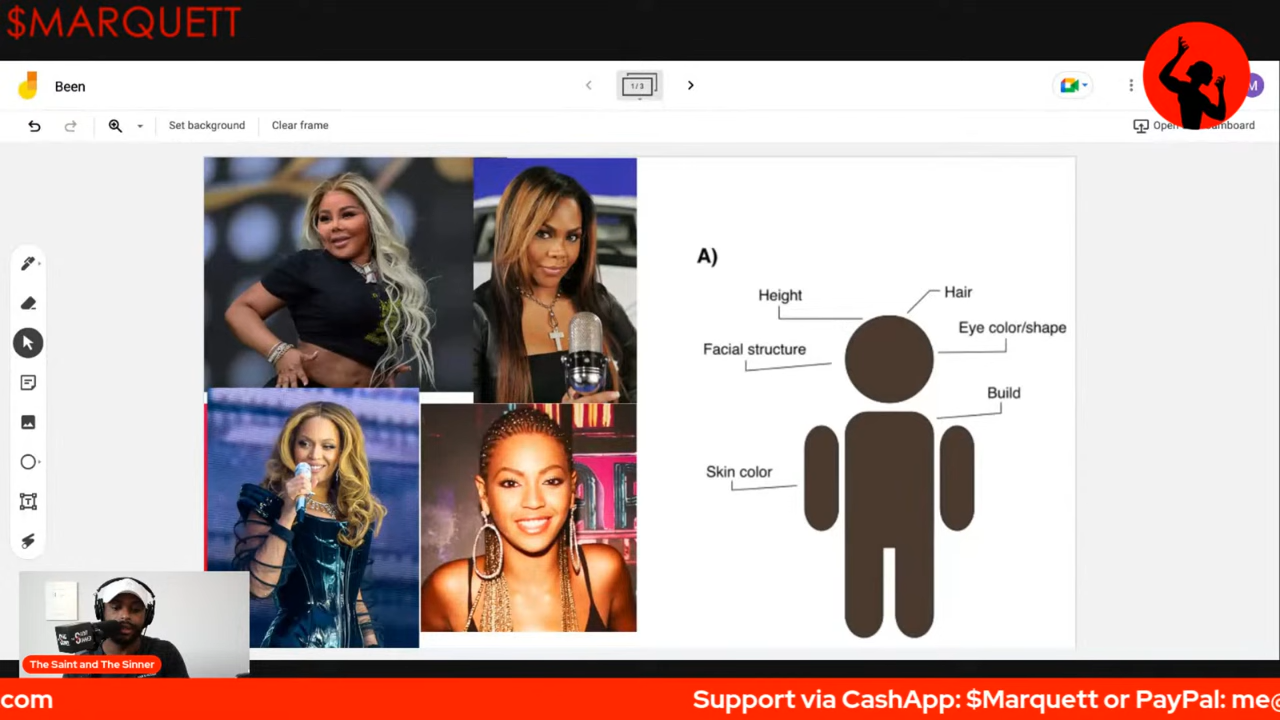 $MARQUETT
Been
1/3
M
Set background
Clear frame
Open
amboard
A)
Height
Hair
Eye color/shape
Facial structure
Build
Skin color
The Saint and The Sinner
com
Support via CashApp: $Marquett or PayPal: me@